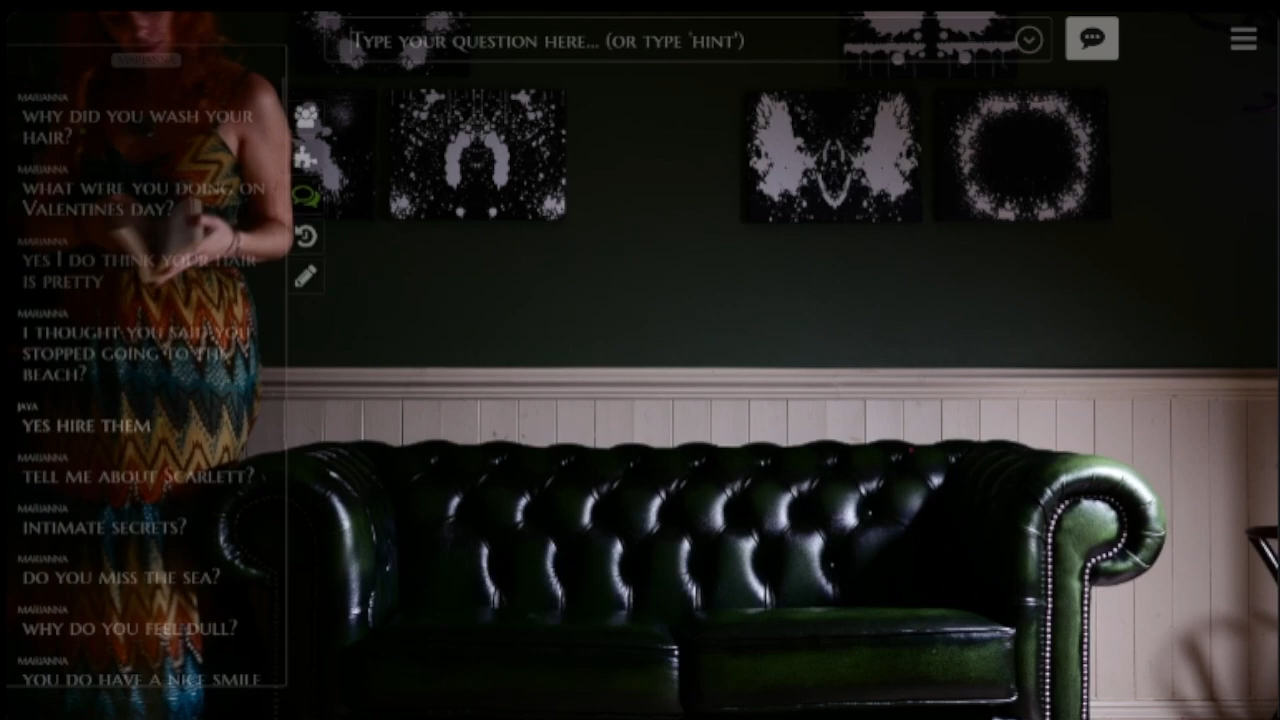 Type your question here... (or type 'hint')
MARIANNA
MARIANNA
WHY DID YOU WASH YOUR
HAIR?
MARIANNA
WHAT WERE YOU DOING ON
VALENTINES DAY?
MARIANNA
YES I DO THINK YOUR HAIR
IS PRETTY
MARIANNA
I THOUGHT YOU SAID YOU
STOPPED GOING TO THE
BEACH?
JAYA
YES HIRE THEM
MARIANNA
TELL ME ABOUT SCARLETT?
MARIANNA
INTIMATE SECRETS?
MARIANNA
DO YOU MISS THE SEA?
MARIANNA
WHY DO YOU FEEL DULL?
MARIANNA
YOU DO HAVE A NICE SMILE